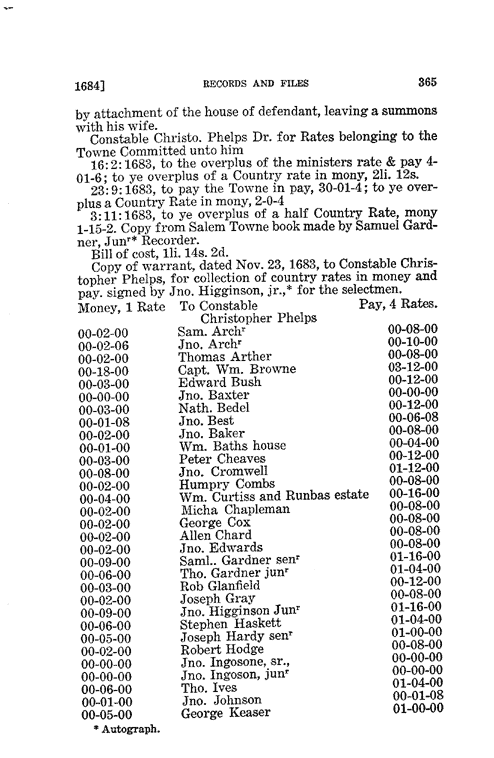 1684] RECORDS AND FILES 365
by attachment of the house of defendant, leaving a summons
with his wife.
Constable Christo. Phelps Dr. for Rates belonging to the
Towne Committed unto him
16:2:1683, to the overplus of the ministers rate & pay 4-
01-6; to ye overplus of a Country rate in mony, 2li. 12s.
23:9:1683, to pay the Towne in pay, 30-01-4; to ye over-
plus a Country Rate in mony, 2-0-4
3:11:1683, to ye overplus of a half Country Rate, mony
1-15-2. Copy from Salem Towne book made by Samuel Gard-
ner, Junr* Recorder.
Bill of cost, 1li. 14s. 2d.
Copy of warrant, dated Nov. 23, 1683, to Constable Chris-
topher Phelps, for collection of country rates in money and
pay. signed by Jno. Higginson, jr.,* for the selectmen.
Money, 1 Rate To Constable Pay, 4 Rates.
Christopher Phelps
00-02-00 Sam. Archr 00-08-00
00-02-06 Jno. Archr 00-10-00
00-02-00 Thomas Arther 00-08-00
00-18-00 Capt. Wm. Browne 03-12-00
00-03-00 Edward Bush 00-12-00
00-00-00 Jno. Baxter 00-00-00
00-03-00 Nath. Bedel 00-12-00
00-01-08 Jno. Best 00-06-08
00-02-00 Jno. Baker 00-08-00
00-01-00 Wm. Baths house 00-04-00
00-03-00 Peter Cheaves 00-12-00
00-08-00 Jno. Cromwell 01-12-00
00-02-00 Humpry Combs 00-08-00
00-04-00 Wm. Curtiss and Runbas estate 00-16-00
00-02-00 Micha Chapleman 00-08-00
00-02-00 George Cox 00-08-00
00-02-00 Allen Chard 00-08-00
00-02-00 Jno. Edwards 00-08-00
00-09-00 Saml.. Gardner senr 01-16-00
00-06-00 Tho. Gardner junr 01-04-00
00-03-00 Rob Glanfield 00-12-00
00-02-00 Joseph Gray 00-08-00
00-09-00 Jno. Higginson Junr 01-16-00
00-06-00 Stephen Haskett 01-04-00
00-05-00 Joseph Hardy senr 01-00-00
00-02-00 Robert Hodge 00-08-00
00-00-00 Jno. Ingosone, sr., 00-00-00
00-00-00 Jno. Ingoson, junr 00-00-00
00-06-00 Tho. Ives 01-04-00
00-01-00 Jno. Johnson 00-01-08
00-05-00 George Keaser 01-00-00
* Autograph.